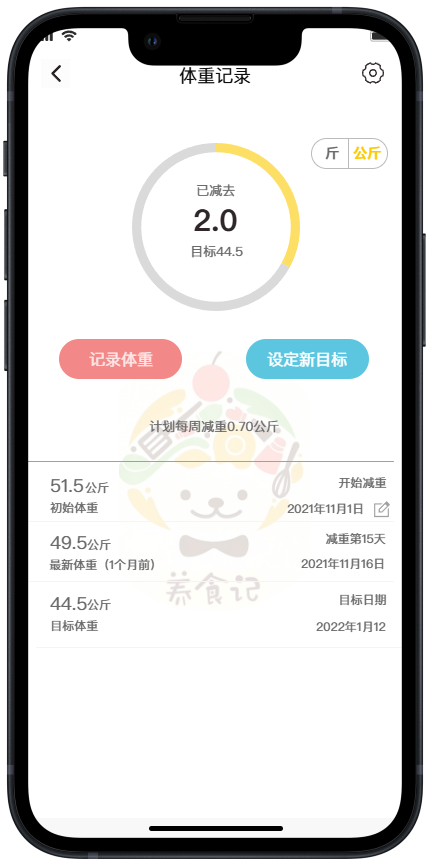 体重记录
斤 公斤
已减去
2.0
目标44.5
记录体重 设定新目标
计划每周减重0.70公斤
51.5公斤 开始减重
初始体重 2021年11月1日
49.5公斤 减重第15天
最新体重（1个月前） 2021年11月16日
养食记
44.5公斤 目标日期
目标体重 2022年1月12